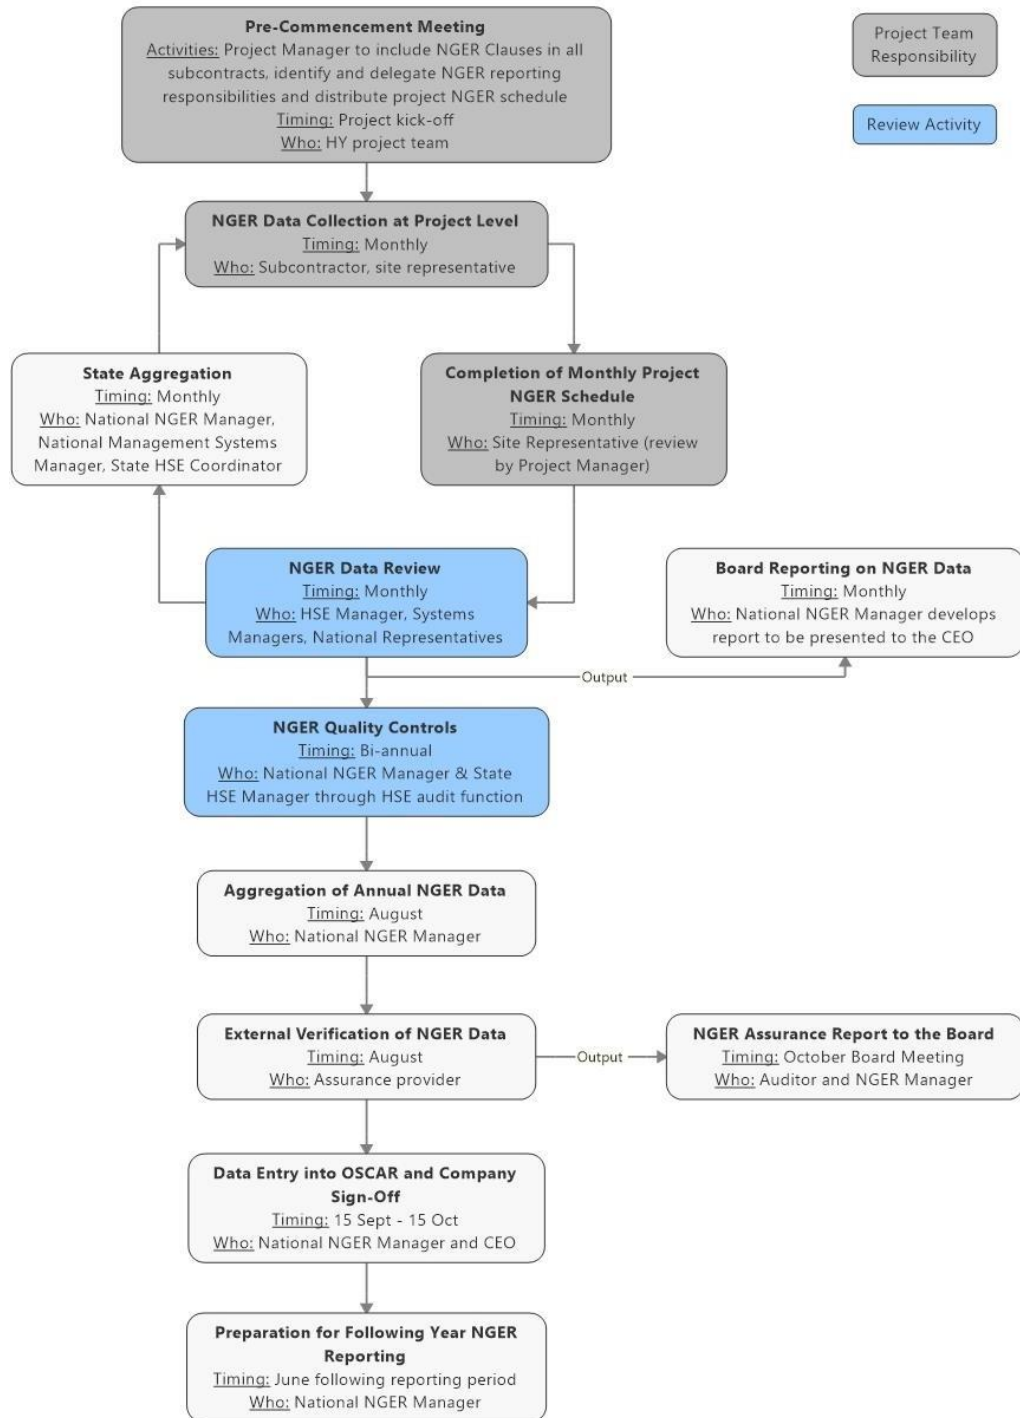 Pre-Commencement Meeting
Activities: Project Manager to include NGER Clauses in all
subcontracts, identify and delegate NGER reporting
responsibilities and distribute project NGER schedule
Timing: Project kick-off
Who: HY project team
Project Team
Responsibility
Review Activity
NGER Data Collection at Project Level
Timing: Monthly
Who: Subcontractor, site representative
State Aggregation
Timing: Monthly
Who: National NGER Manager,
National Management Systems
Manager, State HSE Coordinator
Completion of Monthly Project
NGER Schedule
Timing: Monthly
Who: Site Representative (review
by Project Manager)
NGER Data Review
Timing: Monthly
Who: HSE Manager, Systems
Managers, National Representatives
Board Reporting on NGER Data
Timing: Monthly
Who: National NGER Manager develops
report to be presented to the CEO
Output
NGER Quality Controls
Timing: Bi-annual
Who: National NGER Manager & State
HSE Manager through HSE audit function
Aggregation of Annual NGER Data
Timing: August
Who: National NGER Manager
External Verification of NGER Data
Timing: August
Who: Assurance provider
Output
NGER Assurance Report to the Board
Timing: October Board Meeting
Who: Auditor and NGER Manager
Data Entry into OSCAR and Company
Sign-Off
Timing: 15 Sept - 15 Oct
Who: National NGER Manager and CEO
Preparation for Following Year NGER
Reporting
Timing: June following reporting period
Who: National NGER Manager